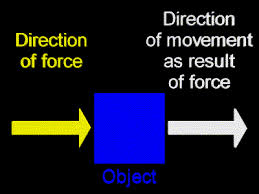 Direction
of force
Direction
of movement
as result
of force
Object